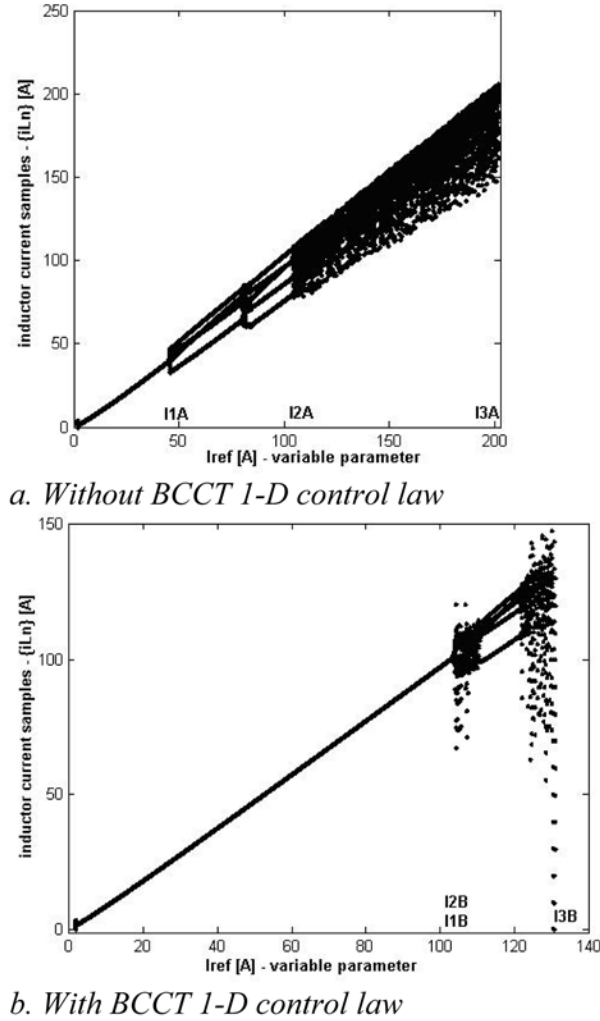 250
200
150
100
50
0
inductor current samples - {iLn} [A]
I1A I2A I3A
0 50 100 150 200
Iref [A] - variable parameter
a. Without BCCT 1-D control law
150
100
50
0
inductor current samples - {iLn} [A]
I2B
I1B I3B
0 20 40 60 80 100 120 140
Iref [A] - variable parameter
b. With BCCT 1-D control law